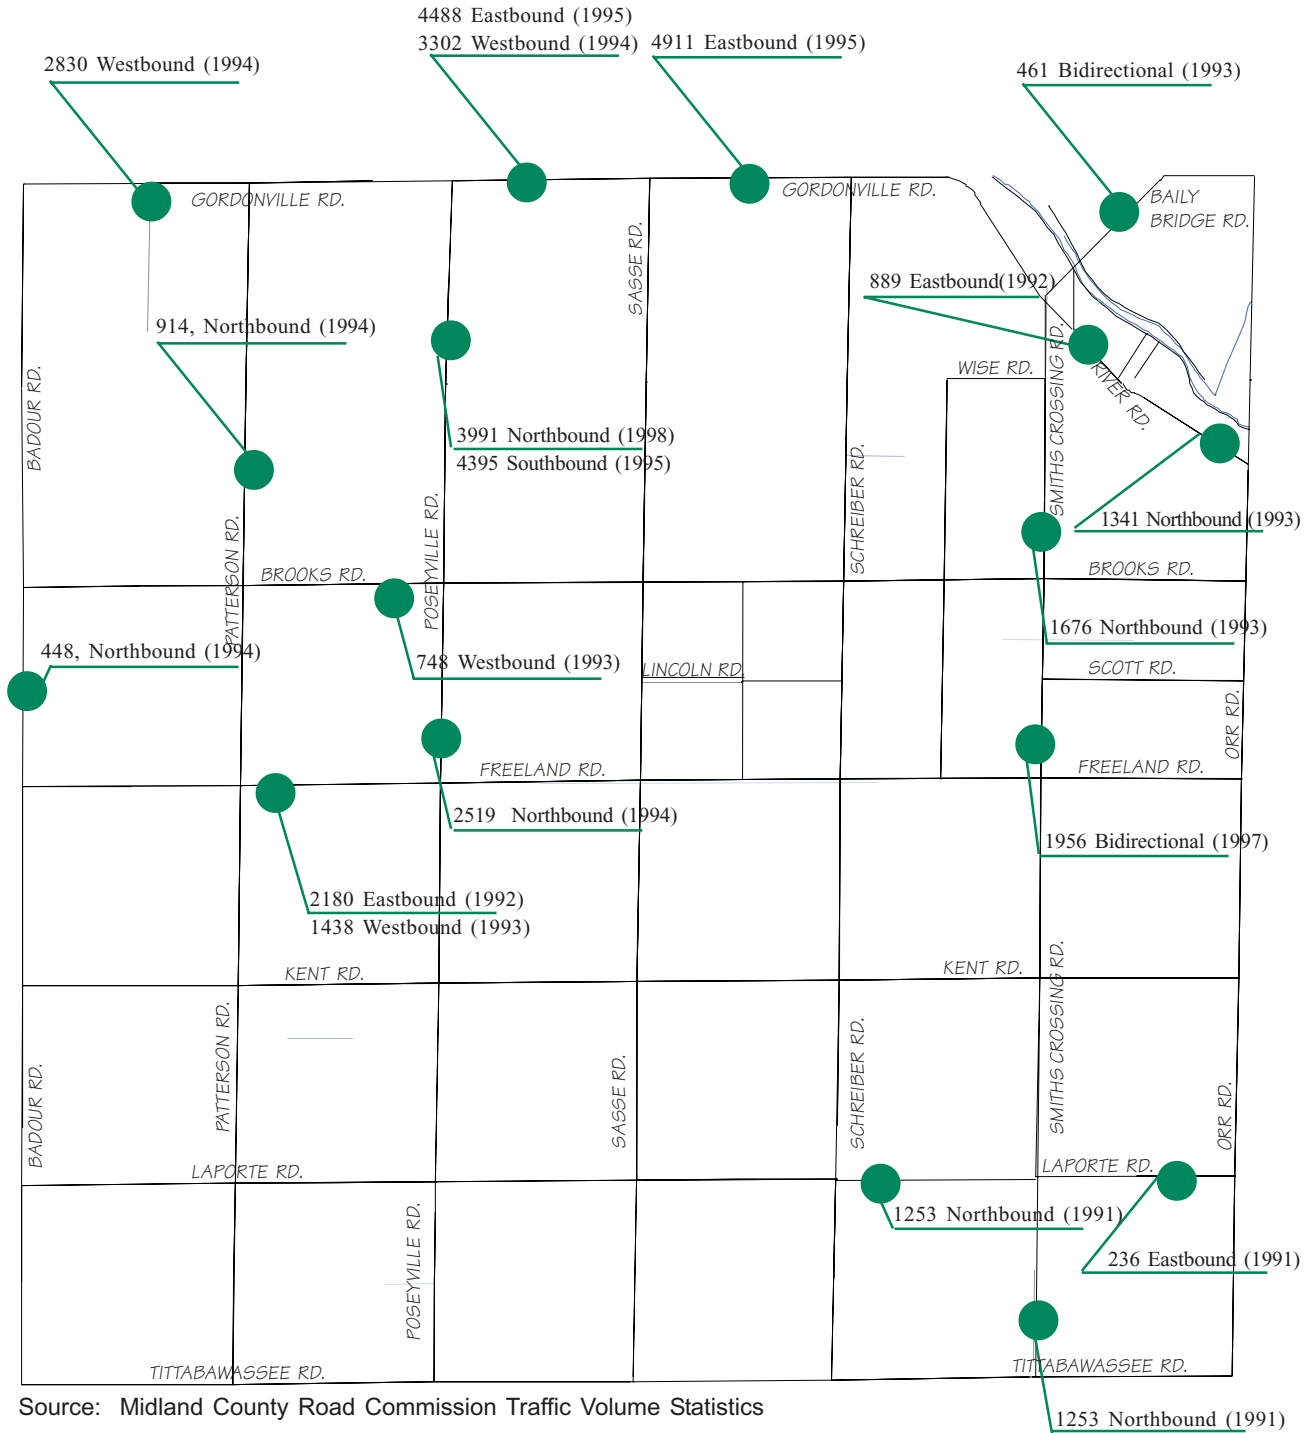 4488 Eastbound (1995)
3302 Westbound (1994)
4911 Eastbound (1995)
2830 Westbound (1994)
461 Bidirectional (1993)
GORDONVILLE RD.
GORDONVILLE RD.
BAILY
BRIDGE RD.
SASSE RD.
889 Eastbound(1992)
914, Northbound (1994)
WISE RD.
SMITHS CROSSING RD.
RIVER RD.
BADOUR RD.
3991 Northbound (1998)
4395 Southbound (1995)
SCHREIBER RD.
POSEYVILLE RD.
PATTERSON RD.
1341 Northbound (1993)
BROOKS RD.
BROOKS RD.
1676 Northbound (1993)
448, Northbound (1994)
748 Westbound (1993)
LINCOLN RD.
SCOTT RD.
ORR RD.
FREELAND RD.
FREELAND RD.
2519 Northbound (1994)
1956 Bidirectional (1997)
2180 Eastbound (1992)
1438 Westbound (1993)
KENT RD.
KENT RD.
SMITHS CROSSING RD.
PATTERSON RD.
SCHREIBER RD.
SASSE RD.
BADOUR RD.
ORR RD.
LAPORTE RD.
LAPORTE RD.
1253 Northbound (1991)
POSEYVILLE RD.
236 Eastbound (1991)
TITTABAWASSEE RD.
TITTABAWASSEE RD.
Source: Midland County Road Commission Traffic Volume Statistics
1253 Northbound (1991)